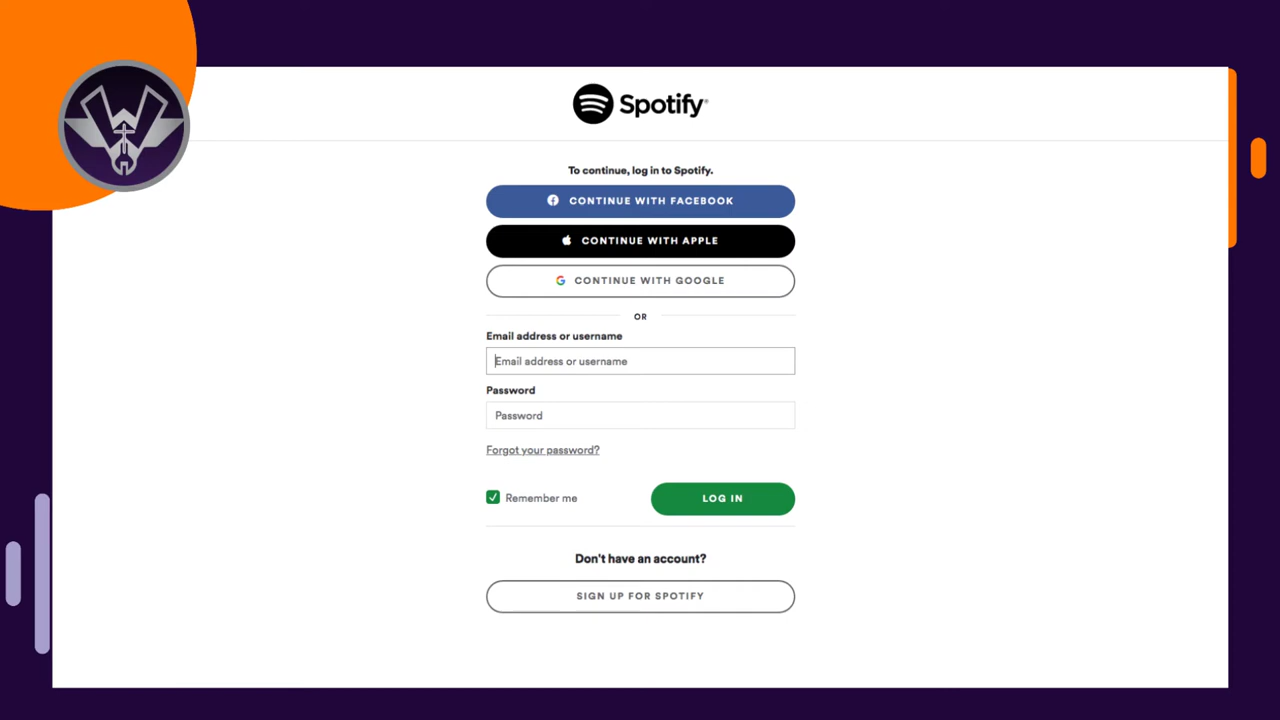 Spotify®
To continue, log in to Spotify.
CONTINUE WITH FACEBOOK
CONTINUE WITH APPLE
CONTINUE WITH GOOGLE
OR
Email address or username
Email address or username
Password
Password
Forgot your password?
Remember me
LOG IN
Don't have an account?
SIGN UP FOR SPOTIFY